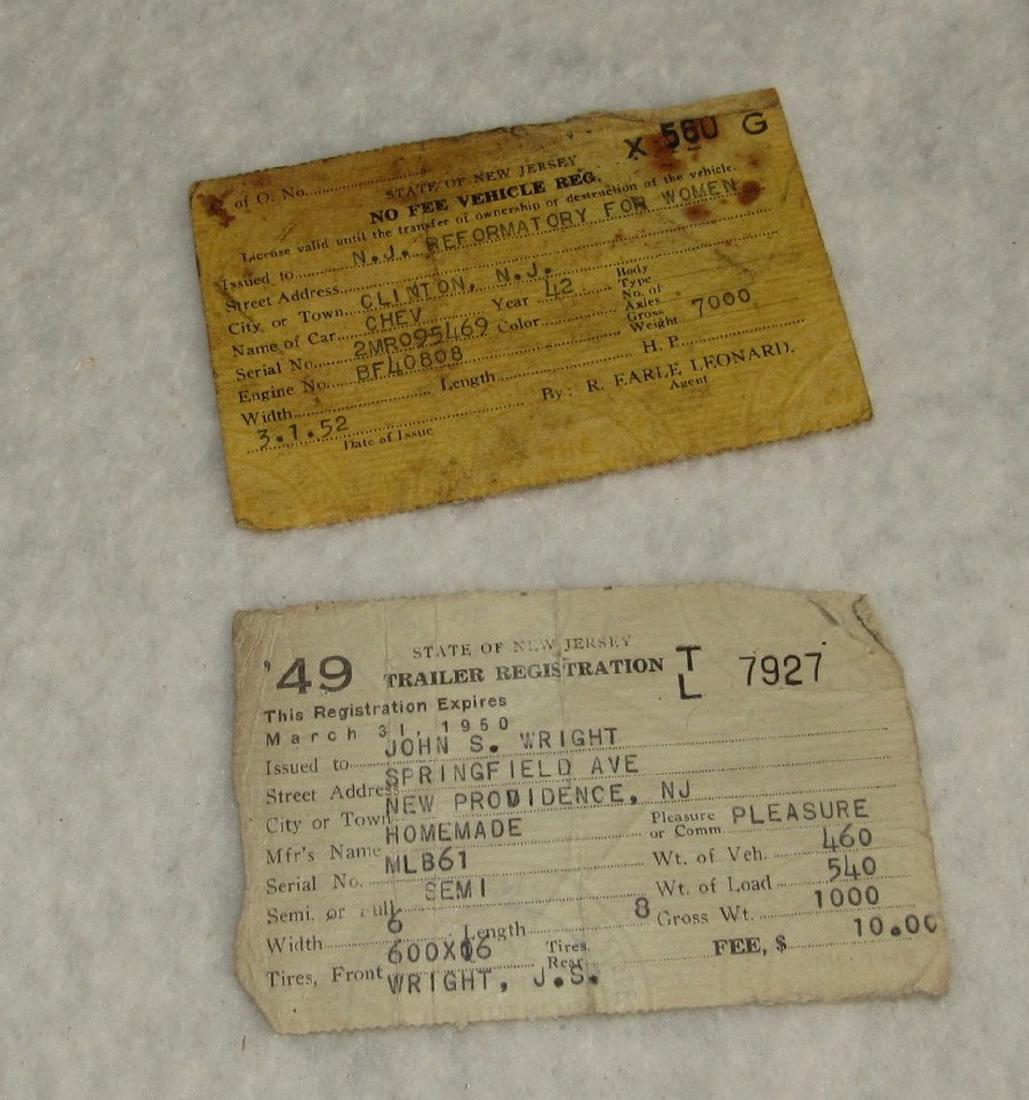 C of O. No. X 560 G
STATE OF NEW JERSEY
NO FEE VEHICLE REG.
License valid until the transfer of ownership or destruction of the vehicle.
Issued to N.J. REFORMATORY FOR WOMEN
Street Address
City or Town CLINTON, N.J.
Name of Car CHEV Year 42 Body Type
Serial No. 2MR095469 Color No. of Axles
Engine No. BF40808 Gross Weight 7000
Width Length H. P.
3.1.52 By: R. EARLE LEONARD.
Date of Issue Agent
'49 STATE OF NEW JERSEY
TRAILER REGISTRATION TL 7927
This Registration Expires
March 31, 1950
Issued to JOHN S. WRIGHT
Street Address SPRINGFIELD AVE
City or Town NEW PROVIDENCE, NJ
Mfr's Name HOMEMADE Pleasure or Comm. PLEASURE
Serial No. MLB61 Wt. of Veh. 460
Semi. or Full SEMI Wt. of Load 540
Width 6 Length 8 Gross Wt. 1000
Tires, Front 600X16 Tires, Rear FEE, $ 10.00
WRIGHT, J.S.